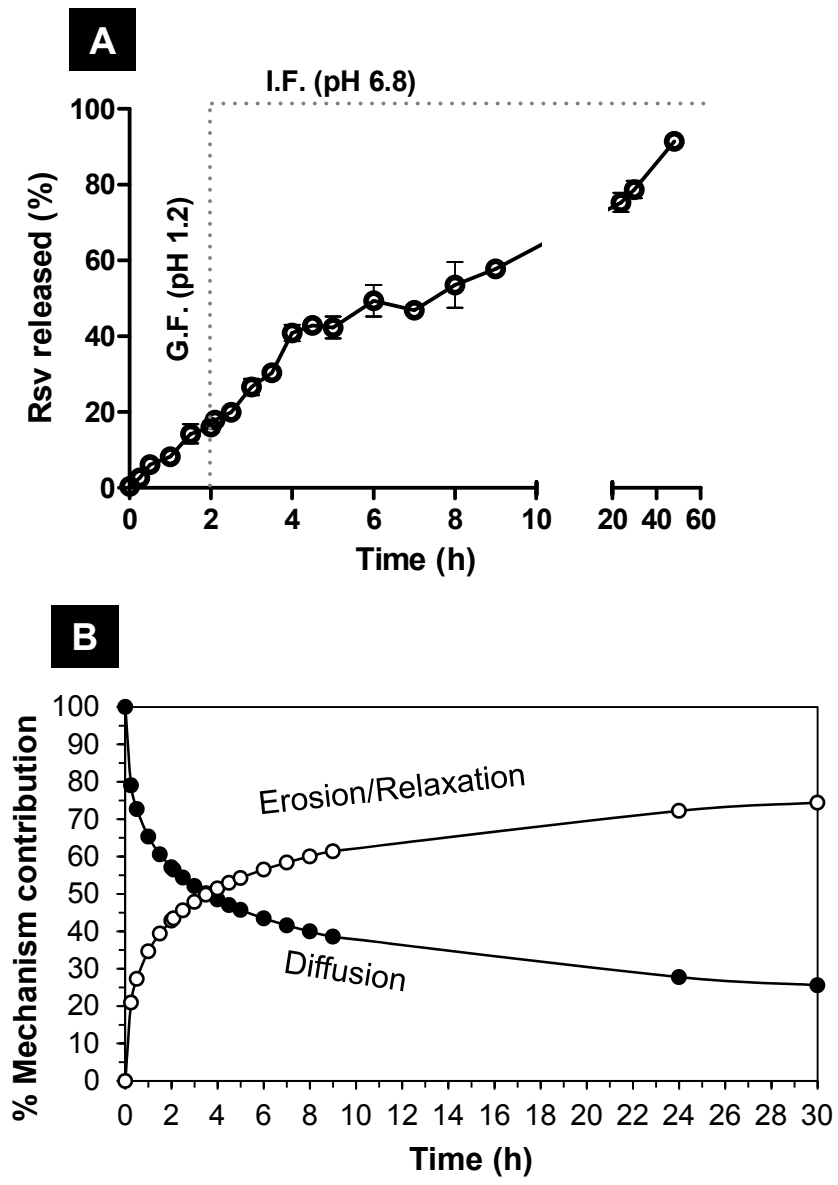 A
I.F. (pH 6.8)
G.F. (pH 1.2)
Rsv released (%)
100
80
60
40
20
0
0 2 4 6 8 10 20 40 60
Time (h)
B
% Mechanism contribution
100
90
80
70
60
50
40
30
20
10
0
Erosion/Relaxation
Diffusion
0 2 4 6 8 10 12 14 16 18 20 22 24 26 28 30
Time (h)